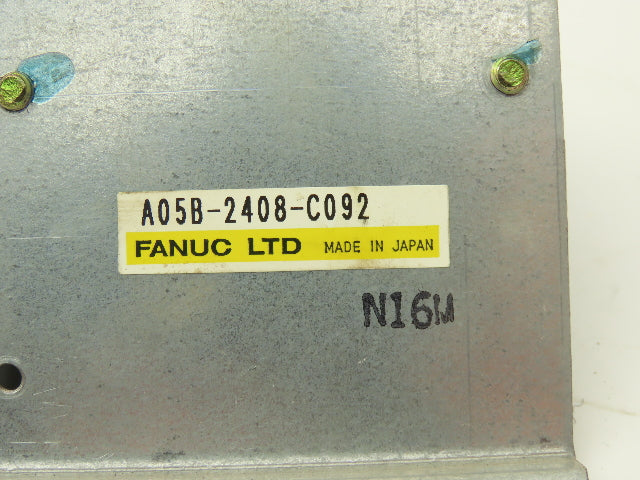 A05B-2408-C092
FANUC LTD MADE IN JAPAN
N16M